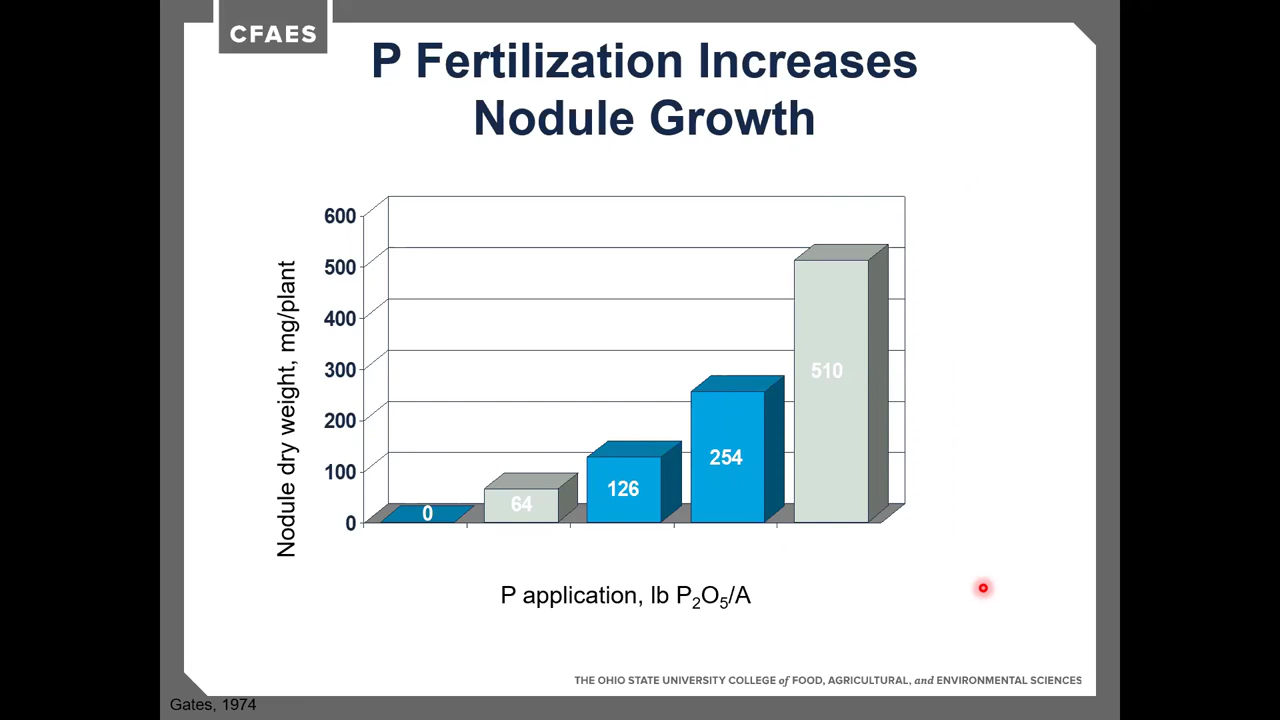 CFAES
P Fertilization Increases
Nodule Growth
600
500
400
300
200
100
0
Nodule dry weight, mg/plant
0
64
126
254
510
P application, lb P₂O₅/A
THE OHIO STATE UNIVERSITY COLLEGE of FOOD, AGRICULTURAL, and ENVIRONMENTAL SCIENCES
Gates, 1974